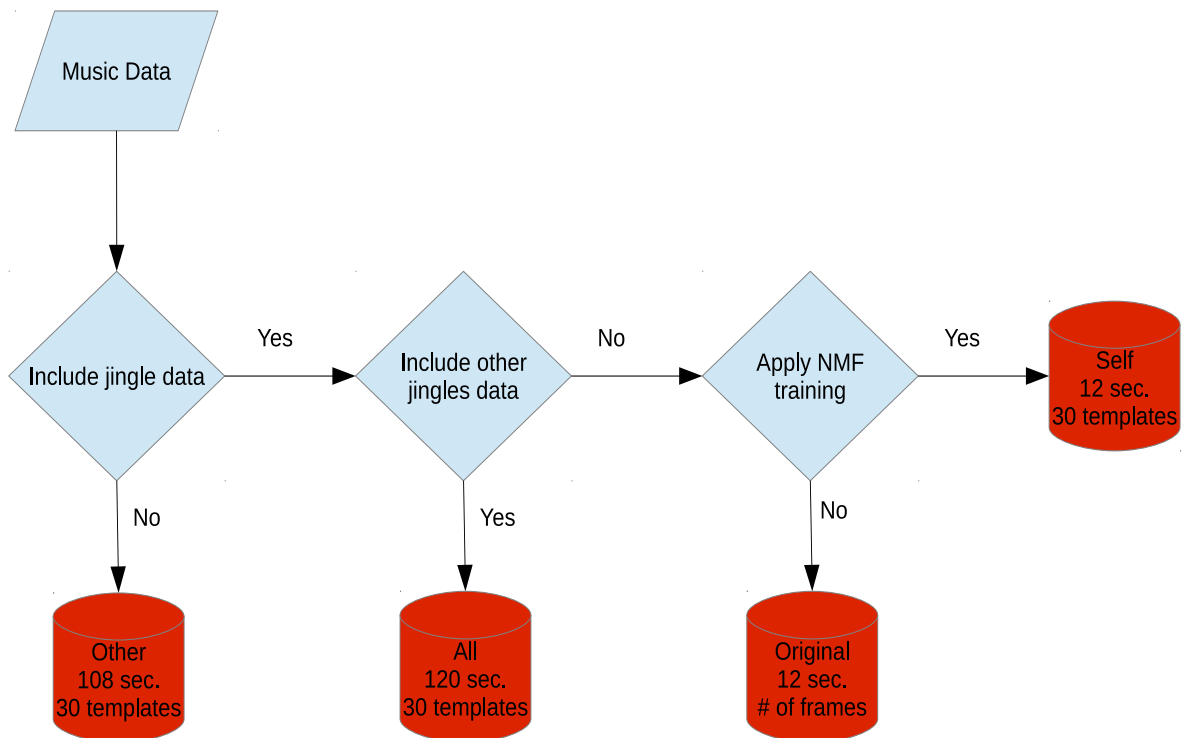 Music Data
Include jingle data
Yes
Include other
jingles data
No
Apply NMF
training
Yes
Self
12 sec.
30 templates
No
Yes
No
Other
108 sec.
30 templates
All
120 sec.
30 templates
Original
12 sec.
# of frames